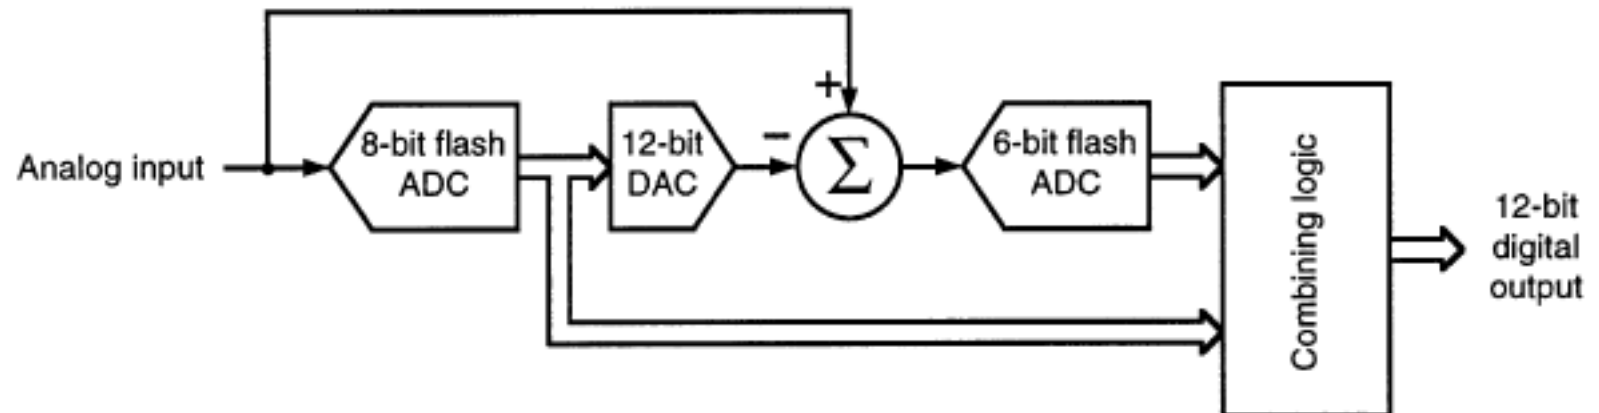 Analog input
8-bit flash
ADC
12-bit
DAC
+
−
Σ
6-bit flash
ADC
Combining logic
12-bit
digital
output